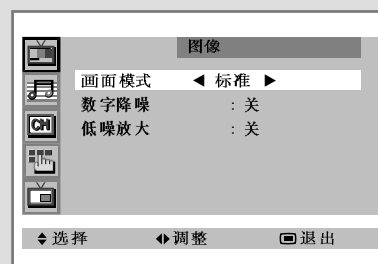 图像
画面模式 ◀ 标准 ▶
数字降噪 : 关
CH 低噪放大 : 关
选择 调整 退出